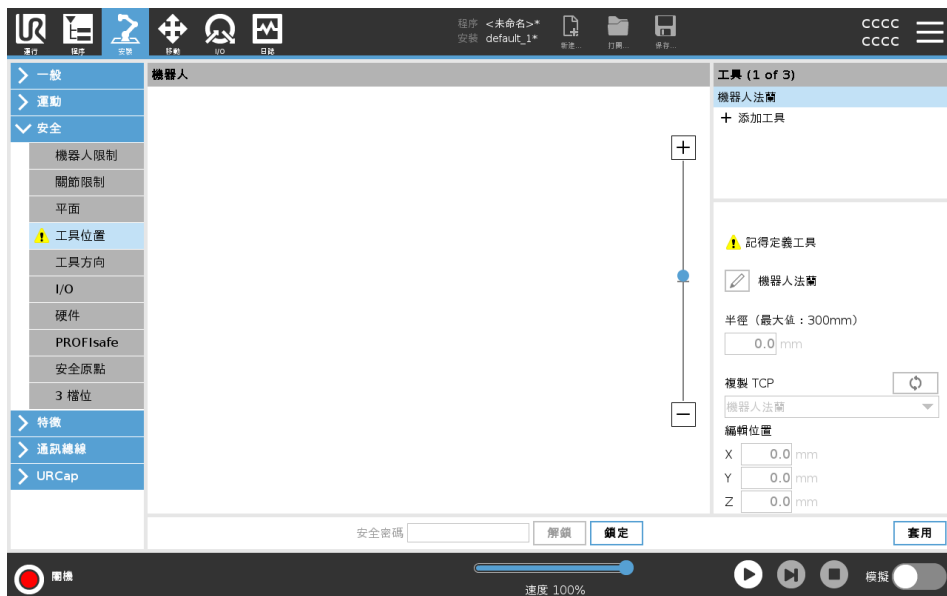 運行
程序
安裝
移動
I/O
日誌
程序 <未命名>*
安裝 default_1*
新建...
打開...
保存...
CCCC
CCCC
一般
運動
安全
機器人限制
關節限制
平面
工具位置
工具方向
I/O
硬件
PROFIsafe
安全原點
3 檔位
特徵
通訊總線
URCap
機器人
工具 (1 of 3)
機器人法蘭
添加工具
記得定義工具
機器人法蘭
半徑（最大值：300mm）
0.0 mm
複製 TCP
機器人法蘭
編輯位置
X 0.0 mm
Y 0.0 mm
Z 0.0 mm
安全密碼
解鎖
鎖定
套用
關機
速度 100%
模擬